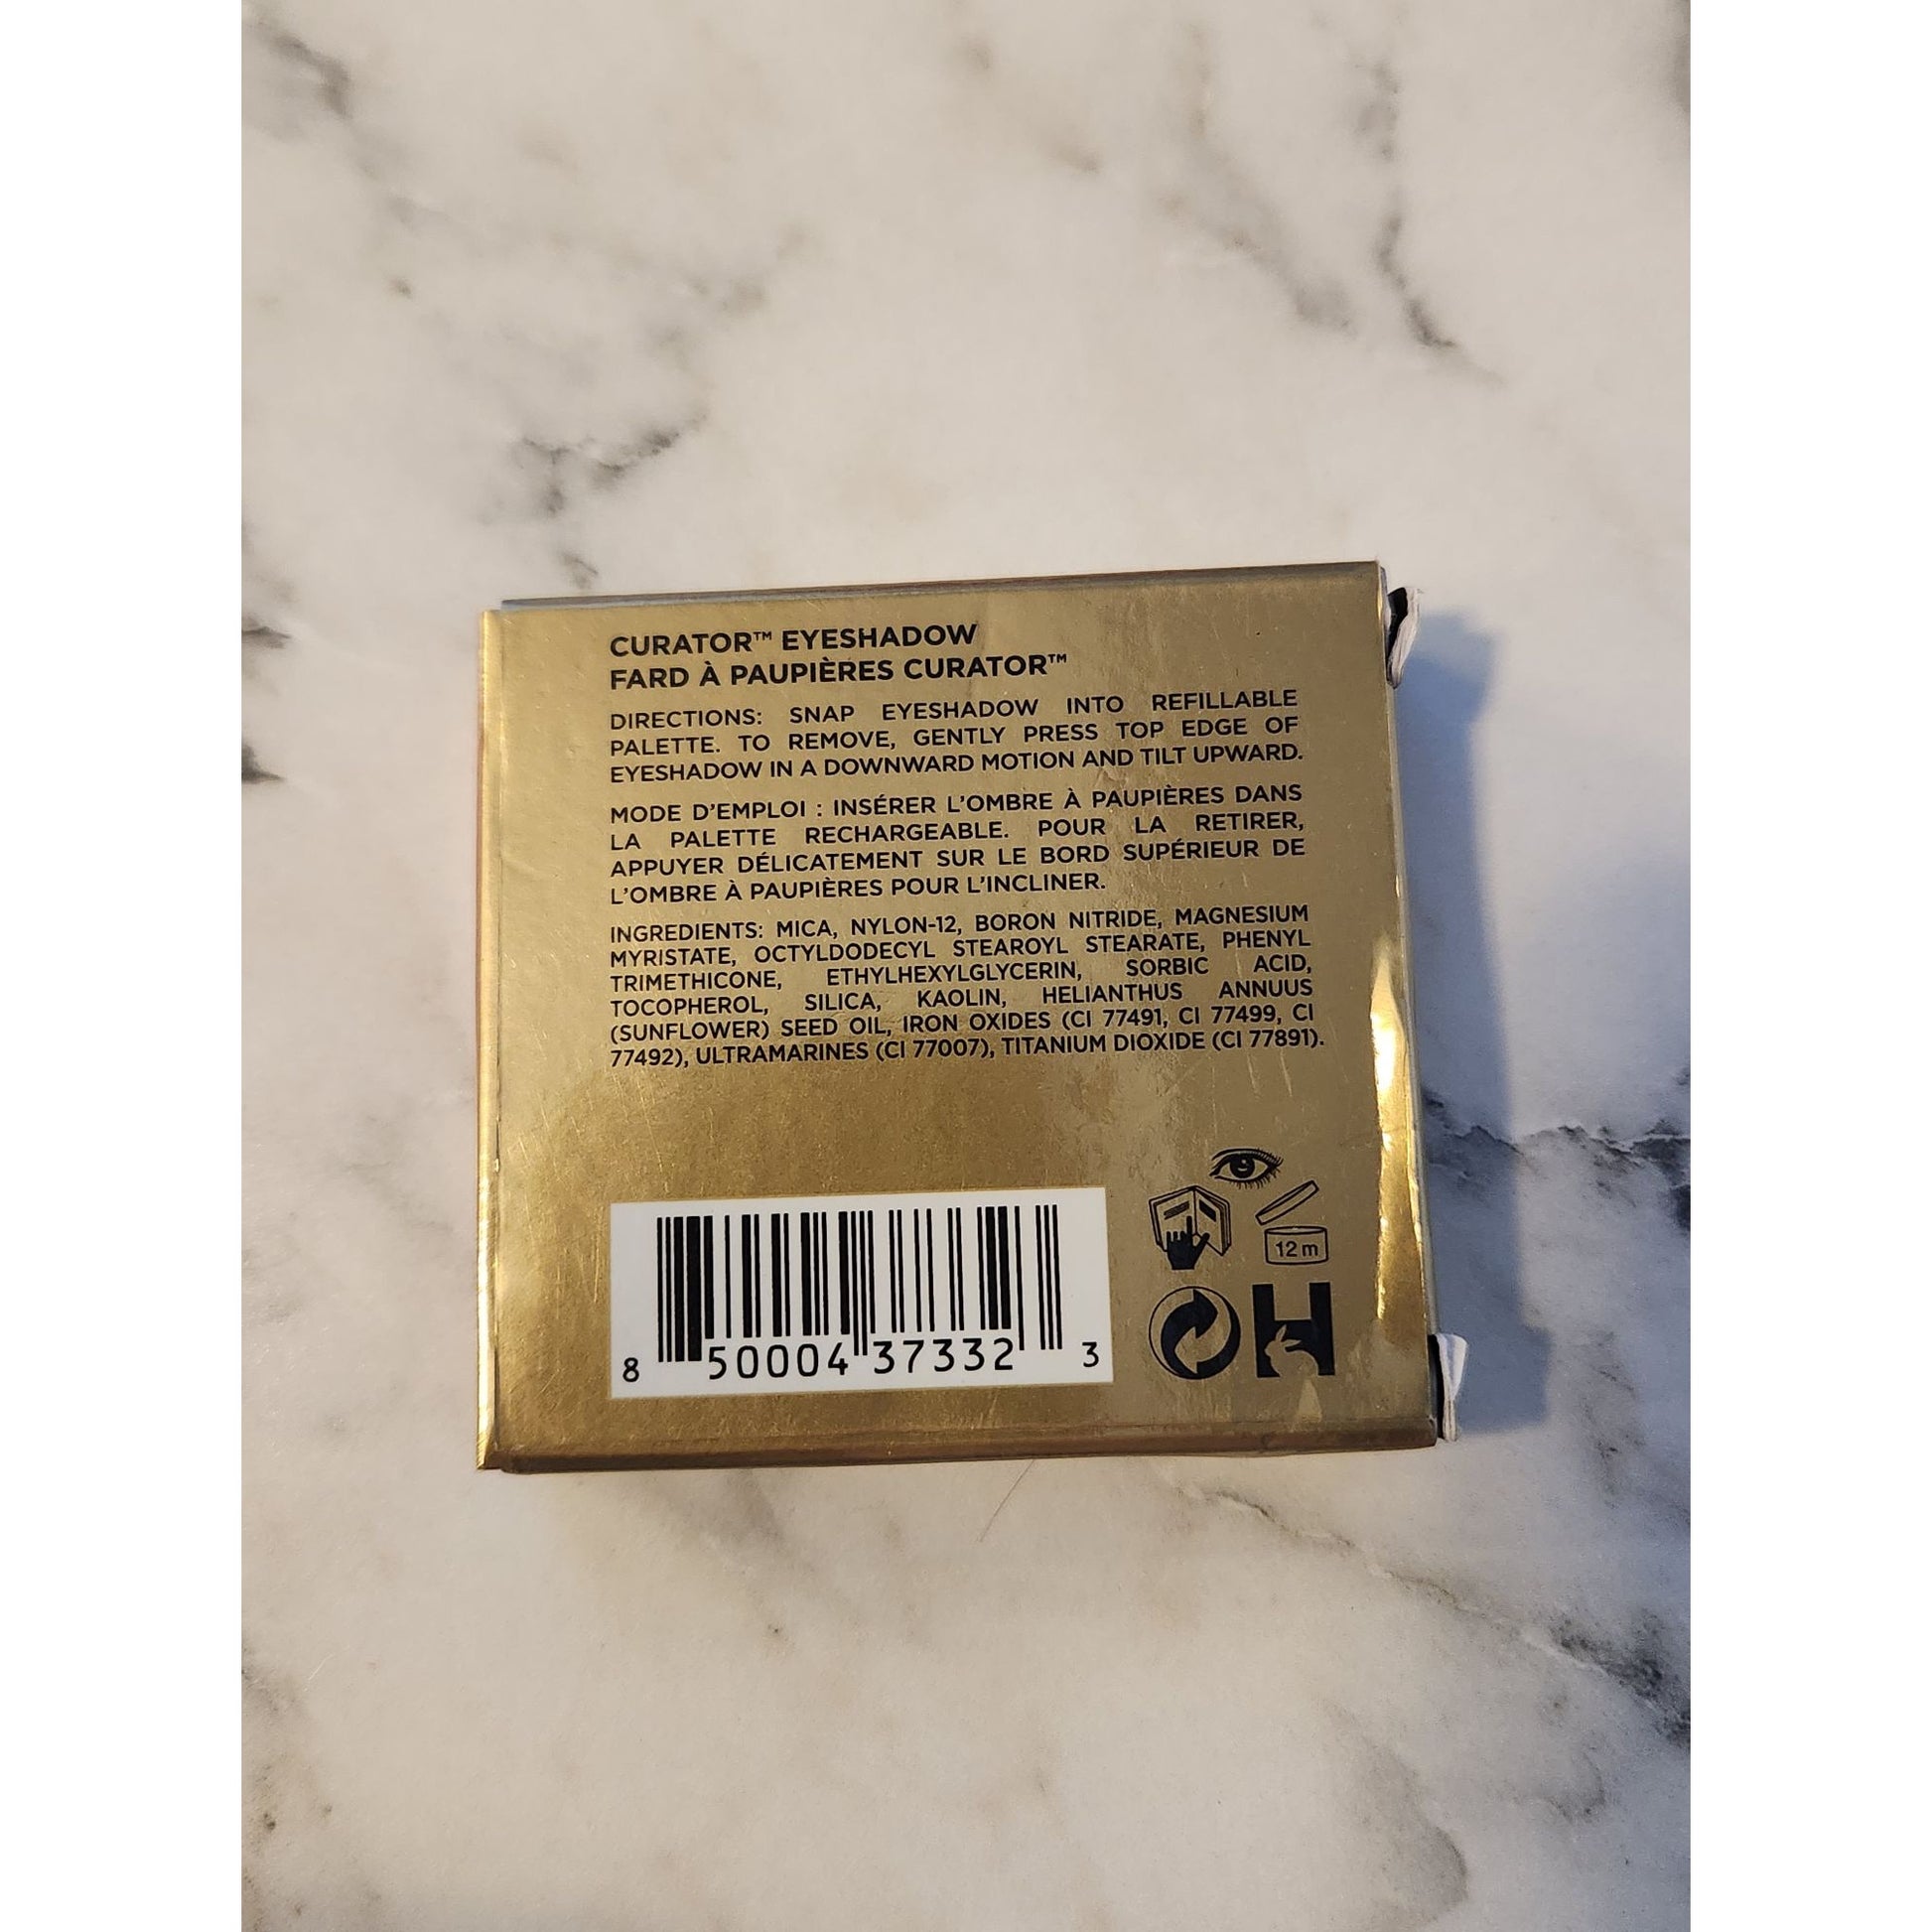 CURATOR™ EYESHADOW
FARD À PAUPIÈRES CURATOR™
DIRECTIONS: SNAP EYESHADOW INTO REFILLABLE
PALETTE. TO REMOVE, GENTLY PRESS TOP EDGE OF
EYESHADOW IN A DOWNWARD MOTION AND TILT UPWARD.
MODE D'EMPLOI : INSÉRER L'OMBRE À PAUPIÈRES DANS
LA PALETTE RECHARGEABLE. POUR LA RETIRER,
APPUYER DÉLICATEMENT SUR LE BORD SUPÉRIEUR DE
L'OMBRE À PAUPIÈRES POUR L'INCLINER.
INGREDIENTS: MICA, NYLON-12, BORON NITRIDE, MAGNESIUM
MYRISTATE, OCTYLDODECYL STEAROYL STEARATE, PHENYL
TRIMETHICONE, ETHYLHEXYLGLYCERIN, SORBIC ACID,
TOCOPHEROL, SILICA, KAOLIN, HELIANTHUS ANNUUS
(SUNFLOWER) SEED OIL, IRON OXIDES (CI 77491, CI 77499, CI
77492), ULTRAMARINES (CI 77007), TITANIUM DIOXIDE (CI 77891).
12 m
H
8 50004 37332 3